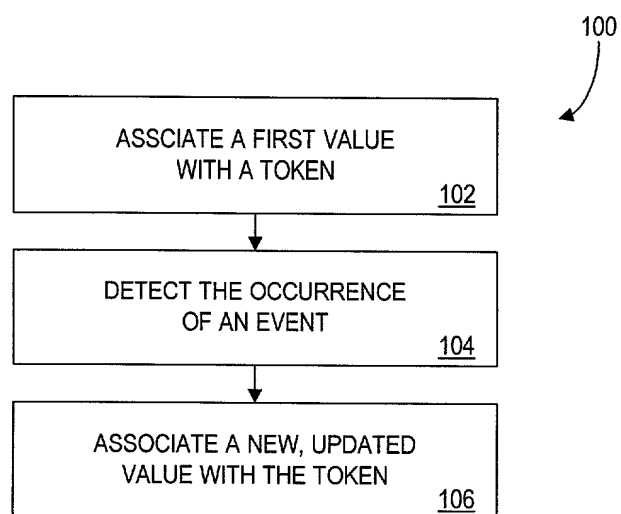 100
ASSCIATE A FIRST VALUE
WITH A TOKEN
102
DETECT THE OCCURRENCE
OF AN EVENT
104
ASSOCIATE A NEW, UPDATED
VALUE WITH THE TOKEN
106